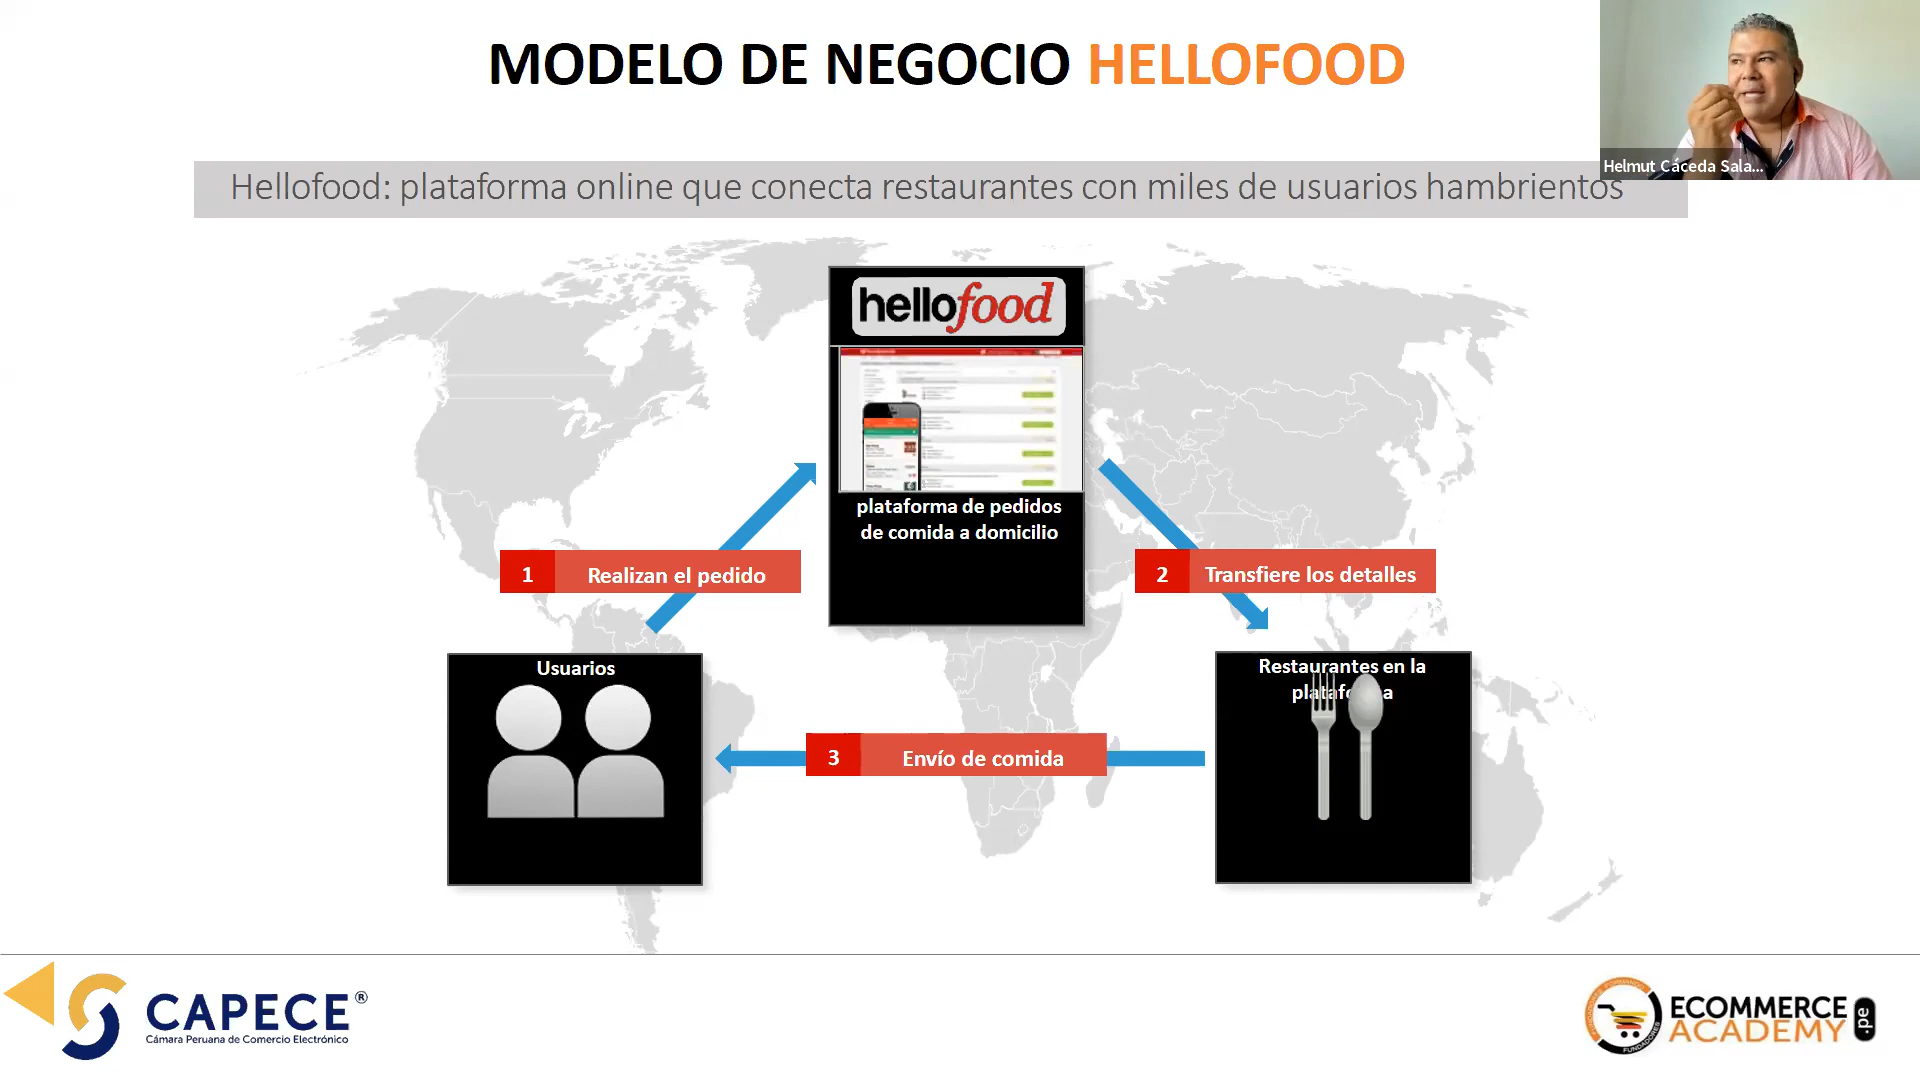 MODELO DE NEGOCIO HELLOFOOD
Helmut Cáceda Sala...
Hellofood: plataforma online que conecta restaurantes con miles de usuarios hambrientos
hellofood
plataforma de pedidos
de comida a domicilio
1 Realizan el pedido
2 Transfiere los detalles
Usuarios
Restaurantes en la
plataforma
3 Envío de comida
CAPECE®
Cámara Peruana de Comercio Electrónico
ECOMMERCE
ACADEMY
.pe
FUNDADORES